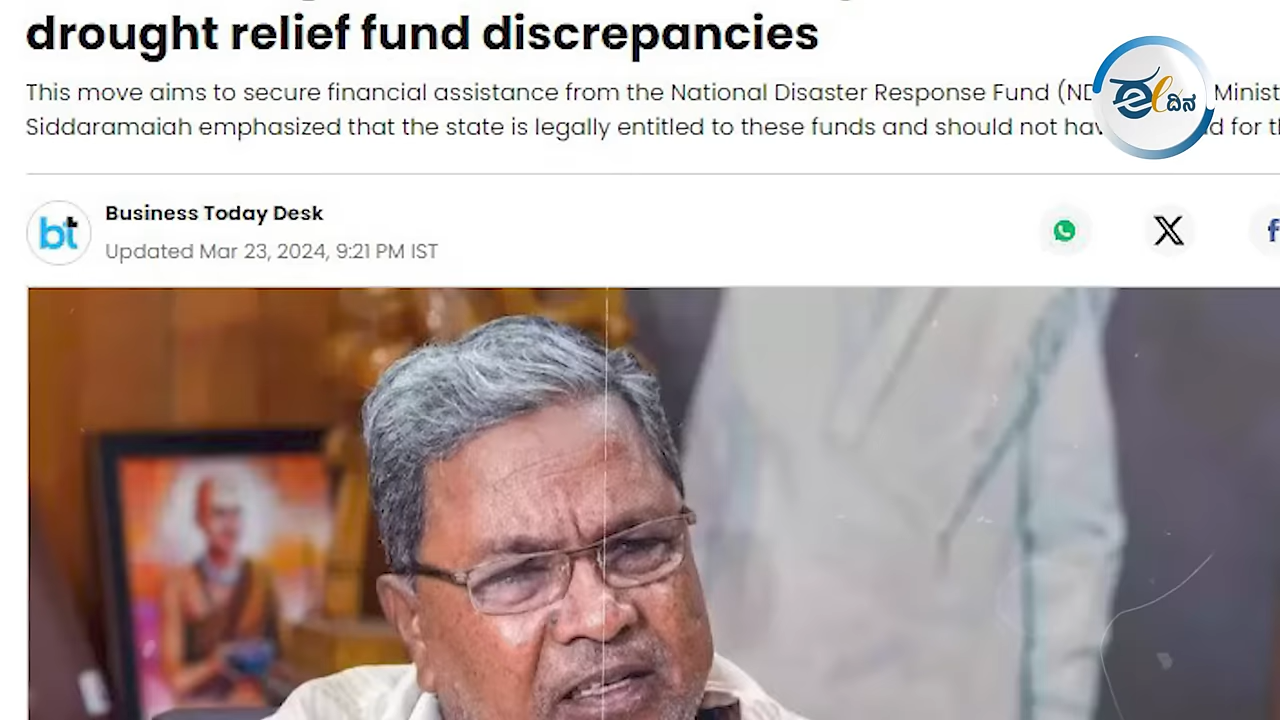 drought relief fund discrepancies
This move aims to secure financial assistance from the National Disaster Response Fund Minist
Siddaramaiah emphasized that the state is legally entitled to these funds and should not for
ಈದಿನ
bt
Business Today Desk
Updated Mar 23, 2024, 9:21 PM IST